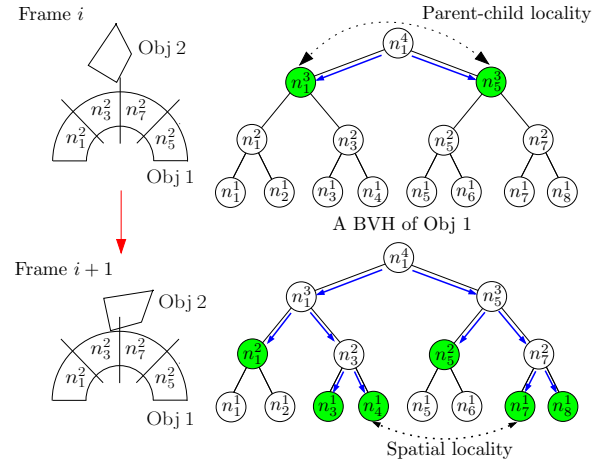 Frame i
Obj 2
n_3^2 n_7^2
n_1^2 n_5^2
Obj 1
Parent-child locality
n_1^4
n_1^3 n_5^3
n_1^2 n_3^2 n_5^2 n_7^2
n_1^1 n_2^1 n_3^1 n_4^1 n_5^1 n_6^1 n_7^1 n_8^1
A BVH of Obj 1
Frame i + 1
Obj 2
n_3^2 n_7^2
n_1^2 n_5^2
Obj 1
n_1^4
n_1^3 n_5^3
n_1^2 n_3^2 n_5^2 n_7^2
n_1^1 n_2^1 n_3^1 n_4^1 n_5^1 n_6^1 n_7^1 n_8^1
Spatial locality